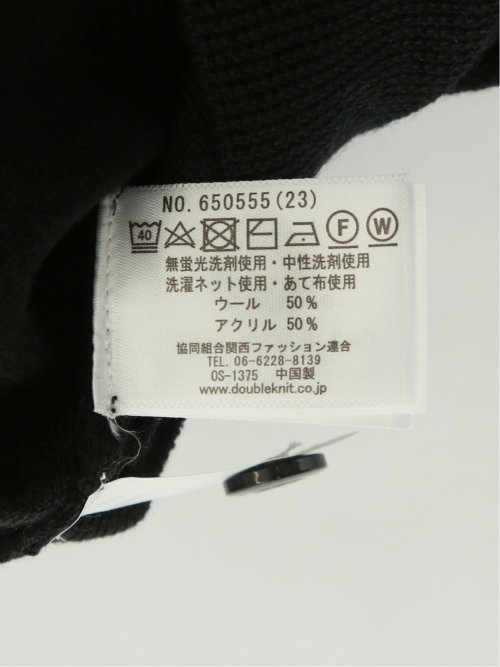 NO. 650555(23)
40 F W
無蛍光洗剤使用・中性洗剤使用
洗濯ネット使用・あて布使用
ウール 50%
アクリル 50%
協同組合関西ファッション連合
TEL. 06-6228-8139
OS-1375 中国製
www.doubleknit.co.jp